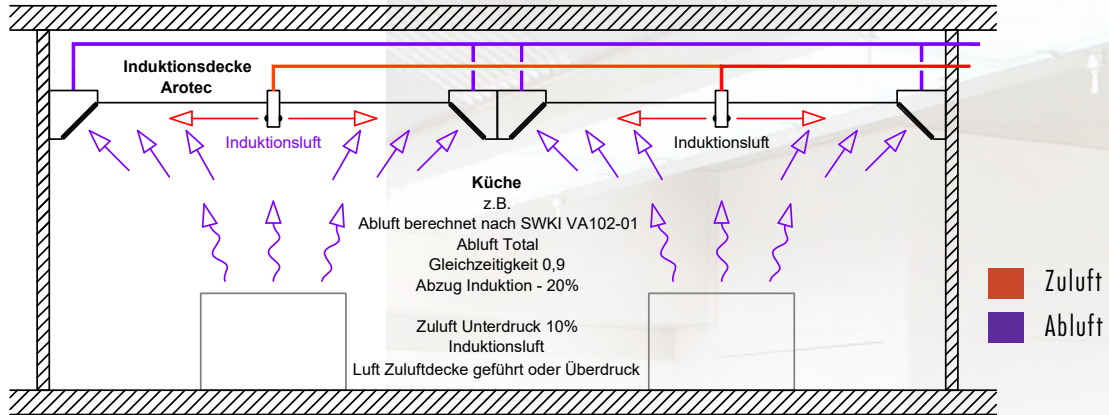 Induktionsdecke
Arotec
Induktionsluft
Induktionsluft
Küche
z.B.
Abluft berechnet nach SWKI VA102-01
Abluft Total
Gleichzeitigkeit 0,9
Abzug Induktion - 20%
Zuluft Unterdruck 10%
Induktionsluft
Luft Zuluftdecke geführt oder Überdruck
Zuluft
Abluft